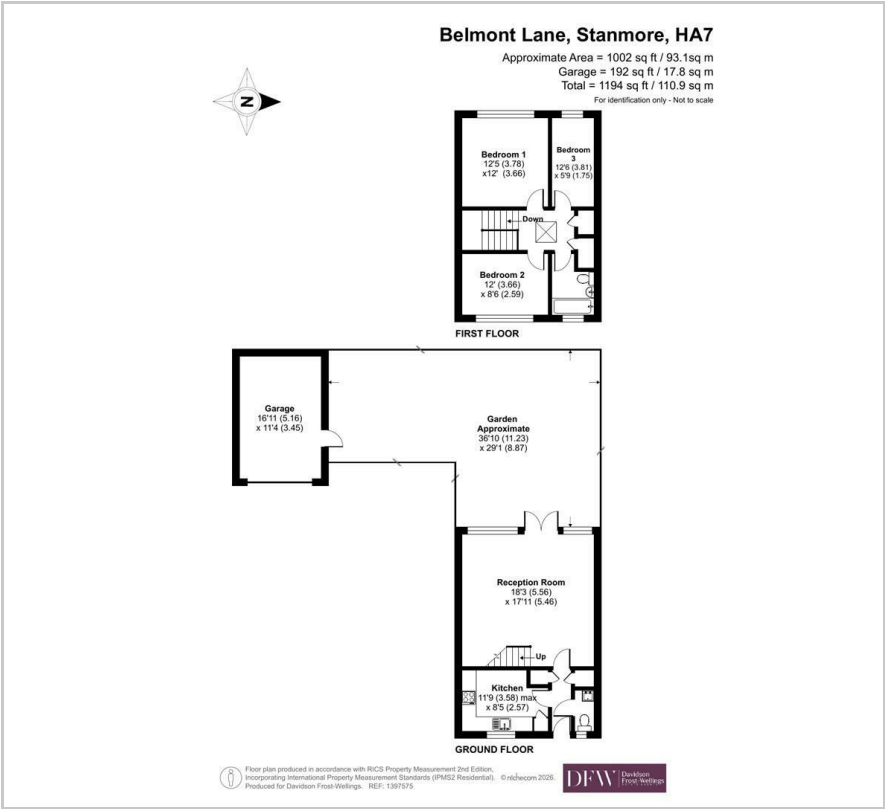 Belmont Lane, Stanmore, HA7
Approximate Area = 1002 sq ft / 93.1sq m
Garage = 192 sq ft / 17.8 sq m
Total = 1194 sq ft / 110.9 sq m
For identification only - Not to scale
N
Bedroom 1
12'5 (3.78)
x12' (3.66)
Bedroom
3
12'6 (3.81)
x 5'9 (1.75)
Down
Bedroom 2
12' (3.66)
x 8'6 (2.59)
FIRST FLOOR
Garage
16'11 (5.16)
x 11'4 (3.45)
Garden
Approximate
36'10 (11.23)
x 29'1 (8.87)
Reception Room
18'3 (5.56)
x 17'11 (5.46)
Up
Kitchen
11'9 (3.58) max
x 8'5 (2.57)
GROUND FLOOR
Floor plan produced in accordance with RICS Property Measurement 2nd Edition,
Incorporating International Property Measurement Standards (IPMS2 Residential). © nichecom 2026.
Produced for Davidson Frost-Wellings. REF: 1397575
DFW
Davidson
Frost-Wellings